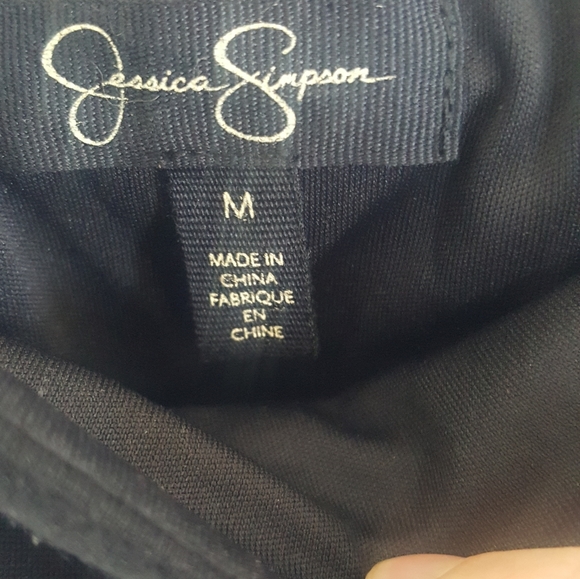 Jessica Simpson
M
MADE IN
CHINA
FABRIQUE
EN
CHINE